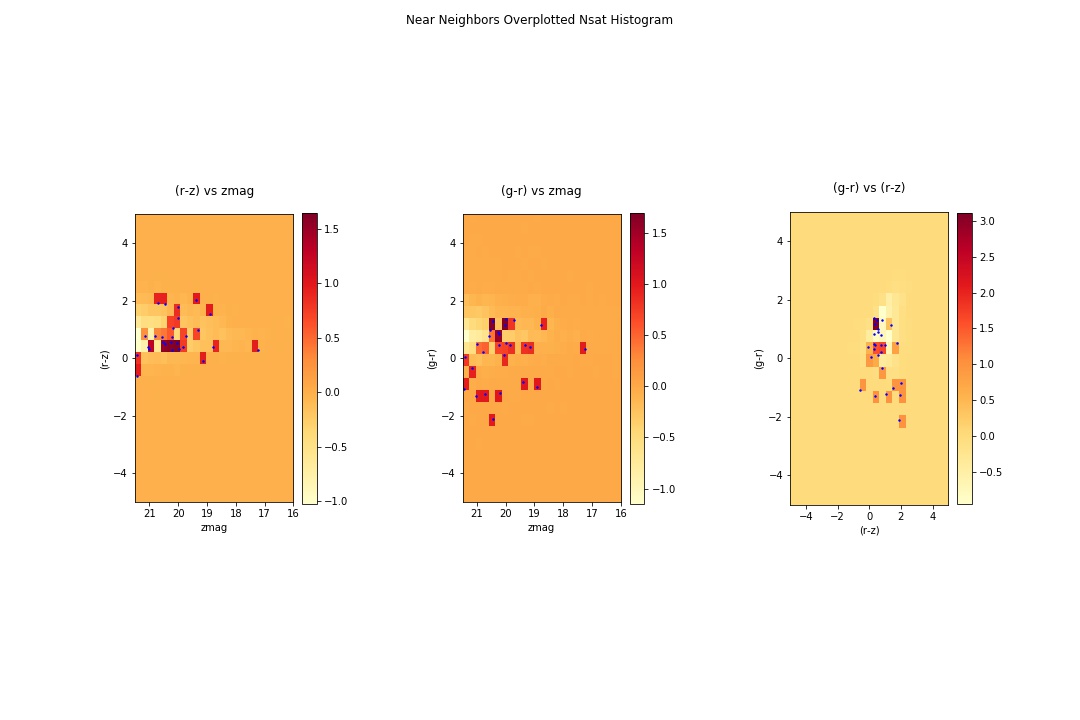 Near Neighbors Overplotted Nsat Histogram
(r-z) vs zmag
4
2
0
−2
−4
(r-z)
21 20 19 18 17 16
zmag
1.5
1.0
0.5
0.0
−0.5
−1.0
(g-r) vs zmag
4
2
0
−2
−4
(g-r)
21 20 19 18 17 16
zmag
1.5
1.0
0.5
0.0
−0.5
−1.0
(g-r) vs (r-z)
4
2
0
−2
−4
(g-r)
−4 −2 0 2 4
(r-z)
3.0
2.5
2.0
1.5
1.0
0.5
0.0
−0.5